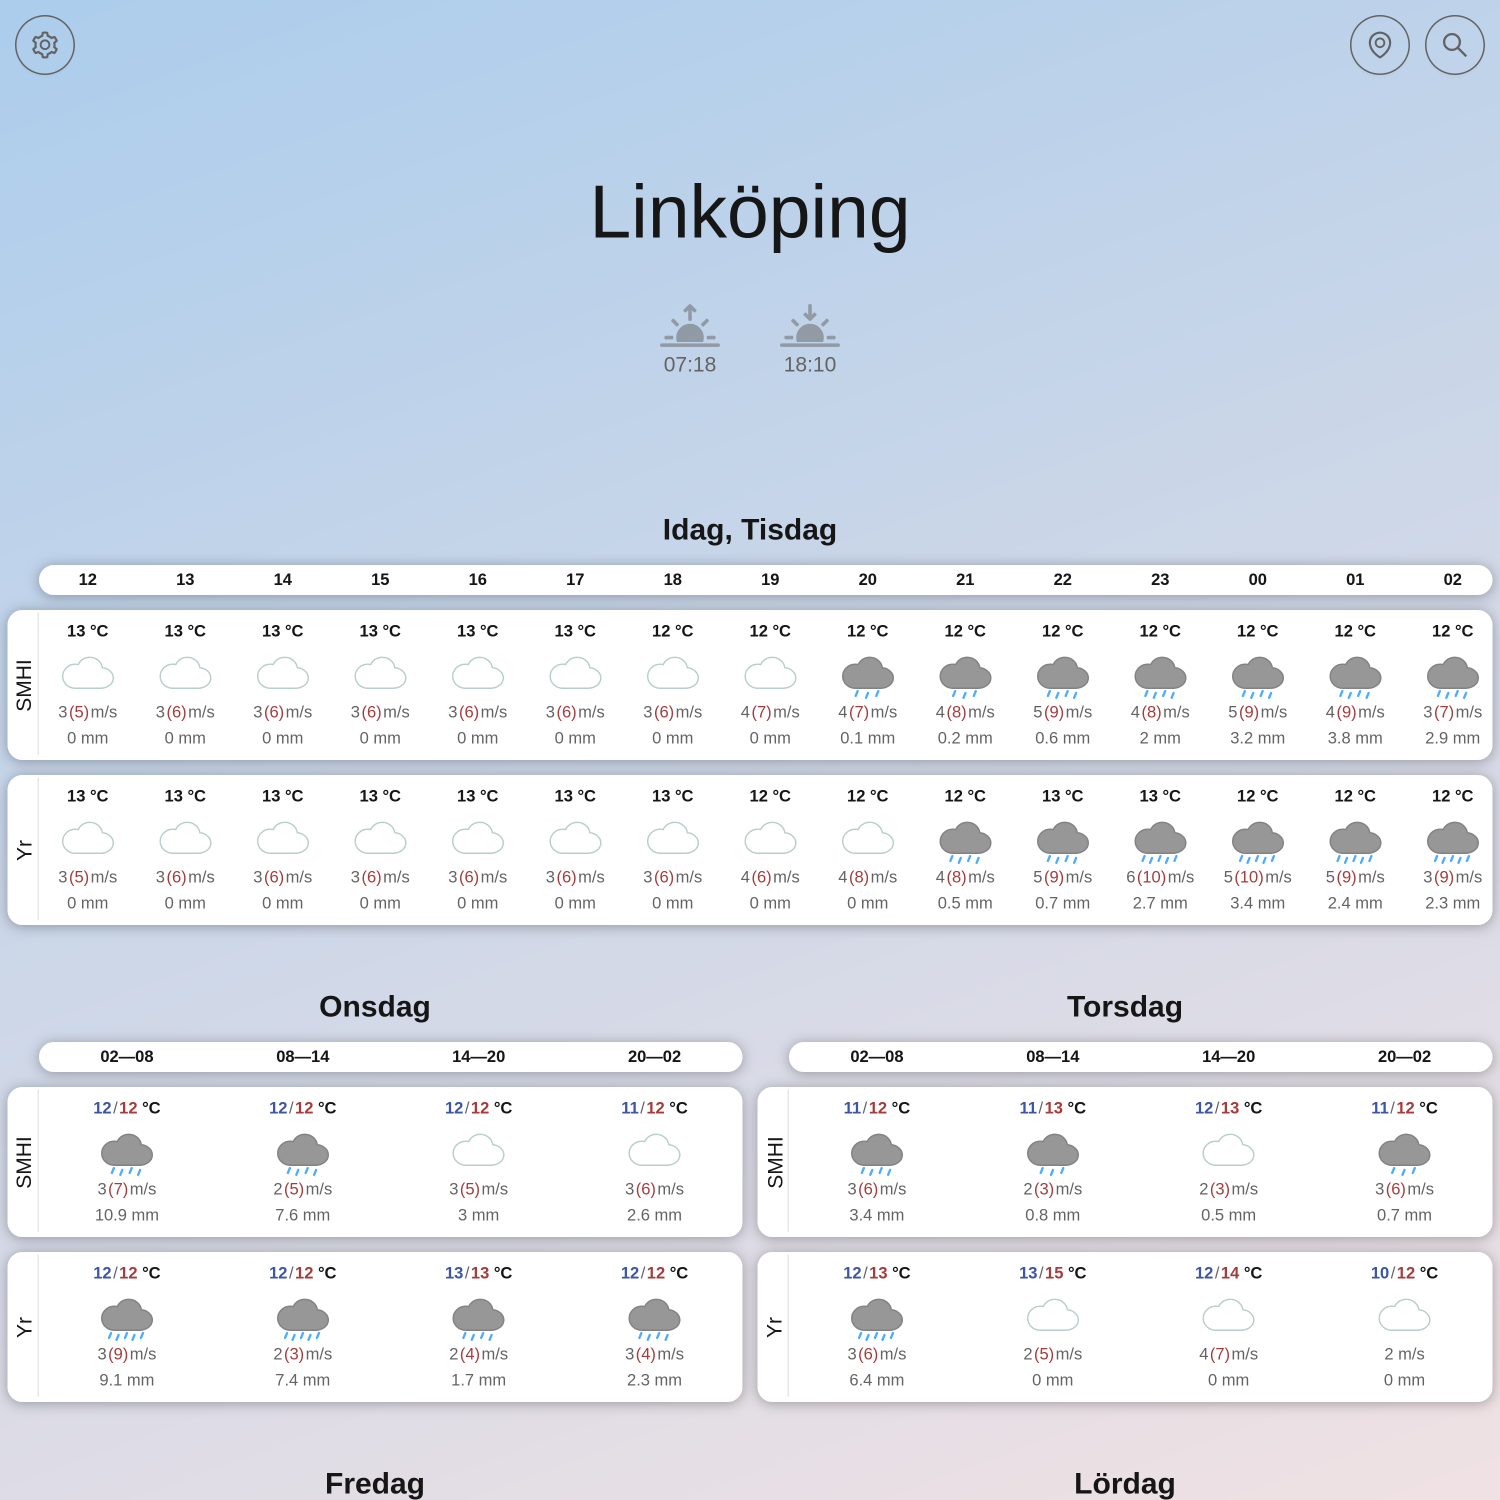 Linköping
07:18 18:10
Idag, Tisdag
12 13 14 15 16 17 18 19 20 21 22 23 00 01 02
SMHI
13 °C 13 °C 13 °C 13 °C 13 °C 13 °C 12 °C 12 °C 12 °C 12 °C 12 °C 12 °C 12 °C 12 °C 12 °C
3(5)m/s 3(6)m/s 3(6)m/s 3(6)m/s 3(6)m/s 3(6)m/s 3(6)m/s 4(7)m/s 4(7)m/s 4(8)m/s 5(9)m/s 4(8)m/s 5(9)m/s 4(9)m/s 3(7)m/s
0 mm 0 mm 0 mm 0 mm 0 mm 0 mm 0 mm 0 mm 0.1 mm 0.2 mm 0.6 mm 2 mm 3.2 mm 3.8 mm 2.9 mm
Yr
13 °C 13 °C 13 °C 13 °C 13 °C 13 °C 13 °C 12 °C 12 °C 12 °C 13 °C 13 °C 12 °C 12 °C 12 °C
3(5)m/s 3(6)m/s 3(6)m/s 3(6)m/s 3(6)m/s 3(6)m/s 3(6)m/s 4(6)m/s 4(8)m/s 4(8)m/s 5(9)m/s 6(10)m/s 5(10)m/s 5(9)m/s 3(9)m/s
0 mm 0 mm 0 mm 0 mm 0 mm 0 mm 0 mm 0 mm 0 mm 0.5 mm 0.7 mm 2.7 mm 3.4 mm 2.4 mm 2.3 mm
Onsdag
02—08 08—14 14—20 20—02
SMHI
12/12 °C 12/12 °C 12/12 °C 11/12 °C
3(7)m/s 2(5)m/s 3(5)m/s 3(6)m/s
10.9 mm 7.6 mm 3 mm 2.6 mm
Yr
12/12 °C 12/12 °C 13/13 °C 12/12 °C
3(9)m/s 2(3)m/s 2(4)m/s 3(4)m/s
9.1 mm 7.4 mm 1.7 mm 2.3 mm
Torsdag
02—08 08—14 14—20 20—02
SMHI
11/12 °C 11/13 °C 12/13 °C 11/12 °C
3(6)m/s 2(3)m/s 2(3)m/s 3(6)m/s
3.4 mm 0.8 mm 0.5 mm 0.7 mm
Yr
12/13 °C 13/15 °C 12/14 °C 10/12 °C
3(6)m/s 2(5)m/s 4(7)m/s 2 m/s
6.4 mm 0 mm 0 mm 0 mm
Fredag
Lördag